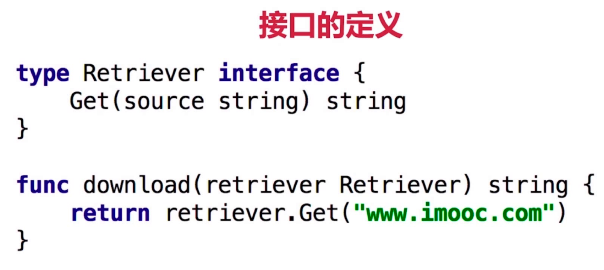 接口的定义
type Retriever interface {
    Get(source string) string
}
func download(retriever Retriever) string {
    return retriever.Get("www.imooc.com")
}